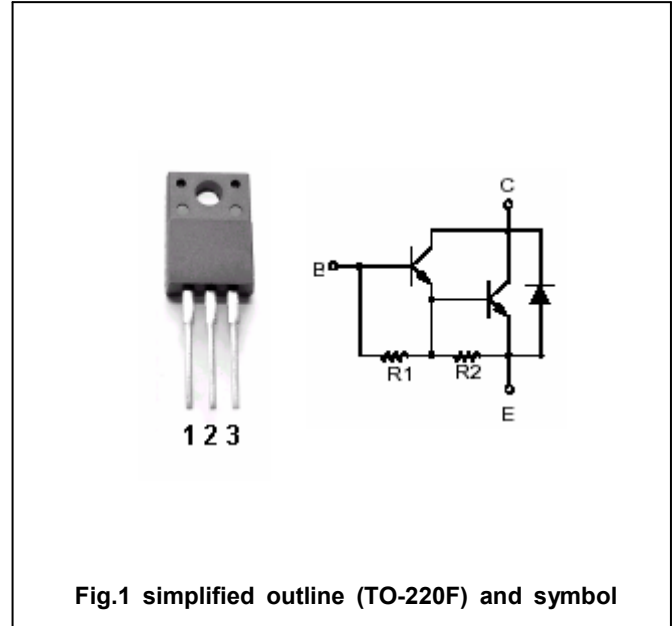 C
B
R1
R2
E
1 2 3
Fig.1 simplified outline (TO-220F) and symbol